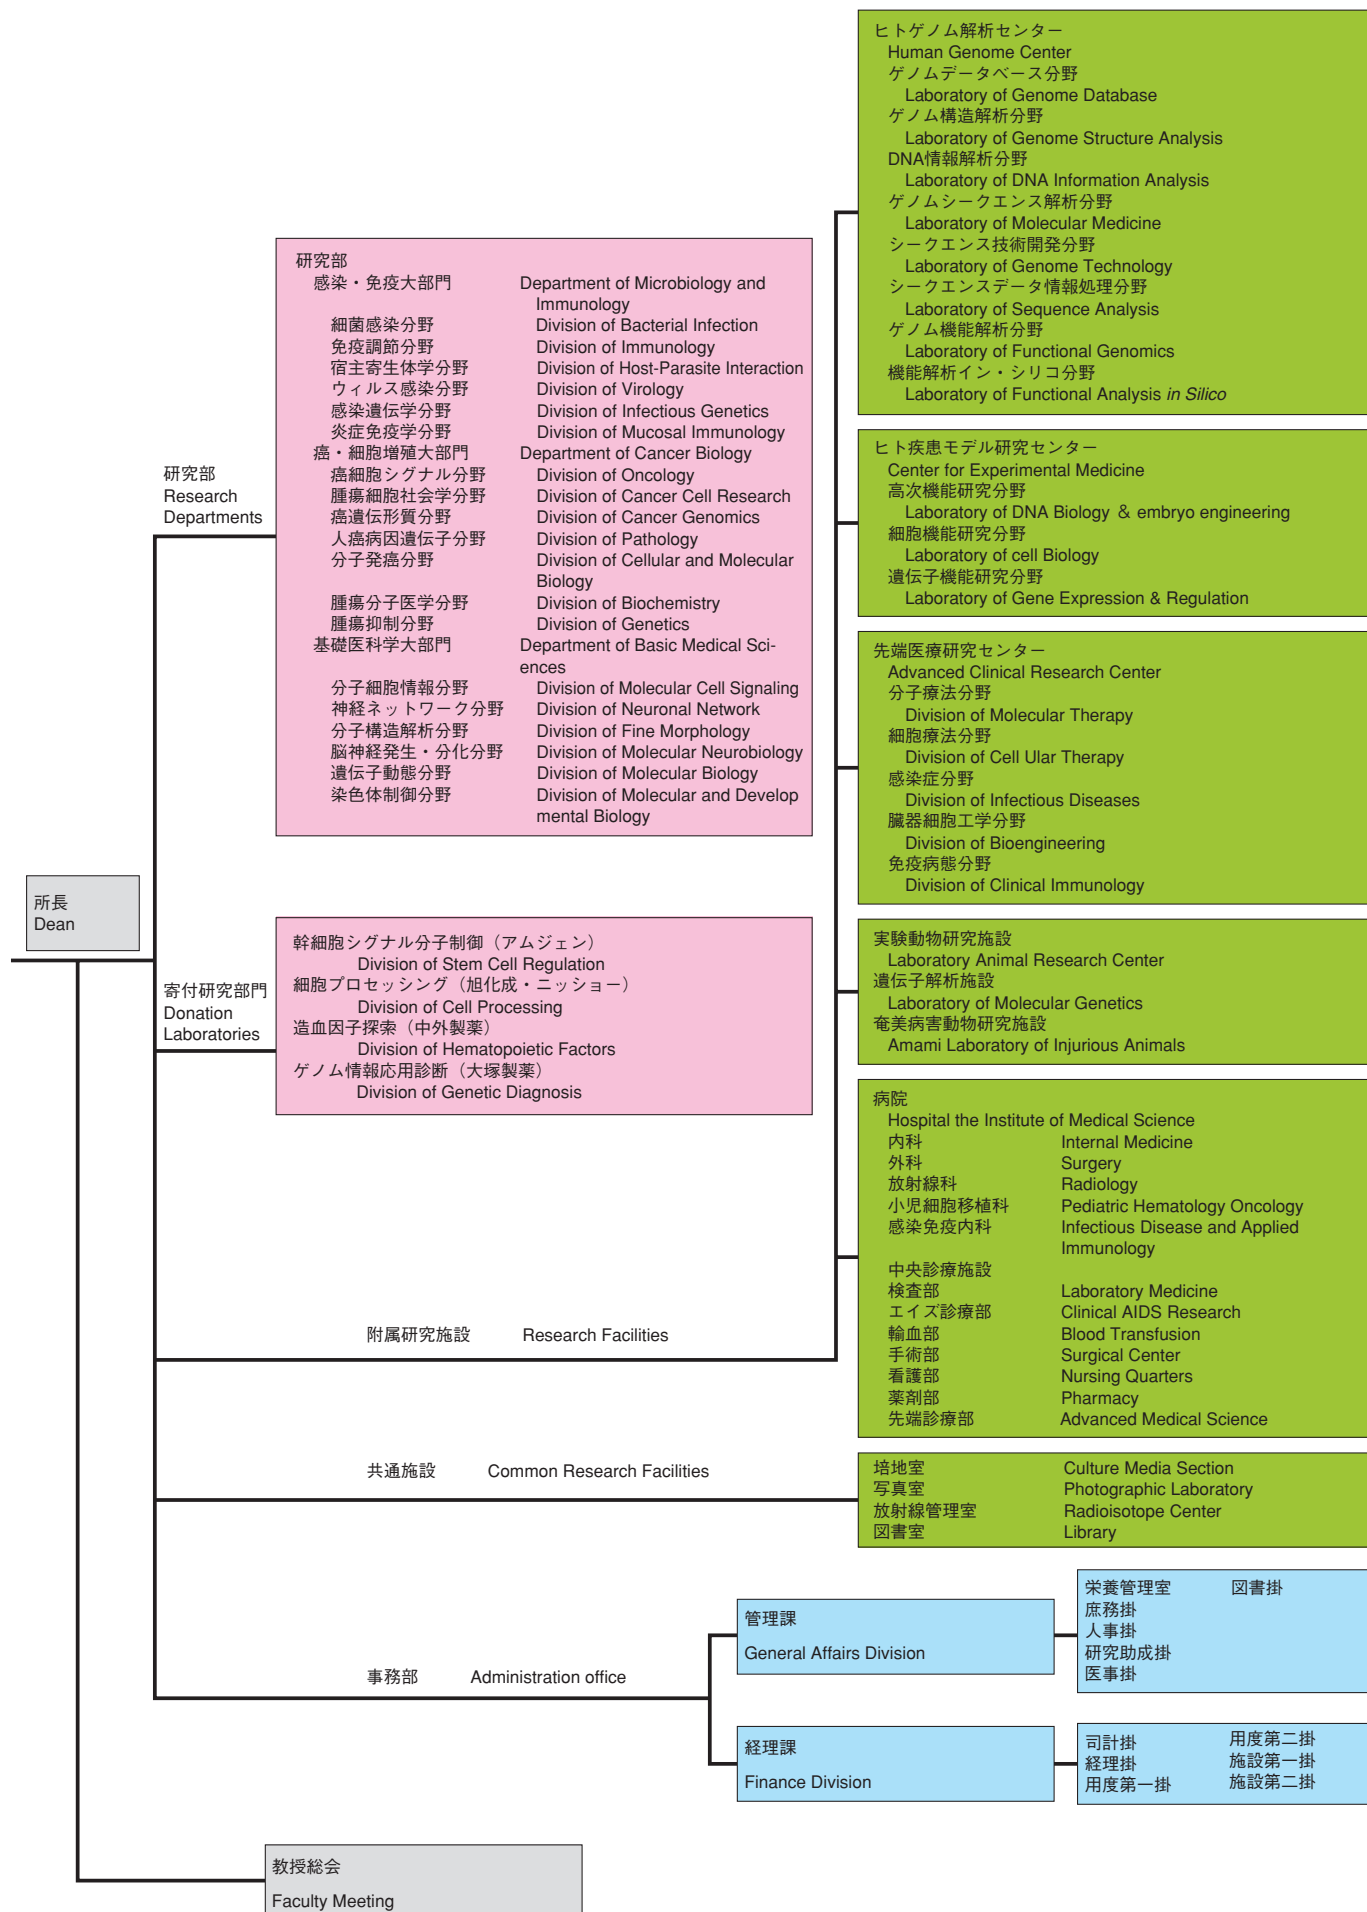 所長
Dean
研究部
Research
Departments
研究部
感染・免疫大部門 Department of Microbiology and
Immunology
細菌感染分野 Division of Bacterial Infection
免疫調節分野 Division of Immunology
宿主寄生体学分野 Division of Host-Parasite Interaction
ウィルス感染分野 Division of Virology
感染遺伝学分野 Division of Infectious Genetics
炎症免疫学分野 Division of Mucosal Immunology
癌・細胞増殖大部門 Department of Cancer Biology
癌細胞シグナル分野 Division of Oncology
腫瘍細胞社会学分野 Division of Cancer Cell Research
癌遺伝形質分野 Division of Cancer Genomics
人癌病因遺伝子分野 Division of Pathology
分子発癌分野 Division of Cellular and Molecular
Biology
腫瘍分子医学分野 Division of Biochemistry
腫瘍抑制分野 Division of Genetics
基礎医科学大部門 Department of Basic Medical Sci-
ences
分子細胞情報分野 Division of Molecular Cell Signaling
神経ネットワーク分野 Division of Neuronal Network
分子構造解析分野 Division of Fine Morphology
脳神経発生・分化分野 Division of Molecular Neurobiology
遺伝子動態分野 Division of Molecular Biology
染色体制御分野 Division of Molecular and Develop
mental Biology
寄付研究部門
Donation
Laboratories
幹細胞シグナル分子制御（アムジェン）
Division of Stem Cell Regulation
細胞プロセッシング（旭化成・ニッショー）
Division of Cell Processing
造血因子探索（中外製薬）
Division of Hematopoietic Factors
ゲノム情報応用診断（大塚製薬）
Division of Genetic Diagnosis
附属研究施設 Research Facilities
ヒトゲノム解析センター
Human Genome Center
ゲノムデータベース分野
Laboratory of Genome Database
ゲノム構造解析分野
Laboratory of Genome Structure Analysis
DNA情報解析分野
Laboratory of DNA Information Analysis
ゲノムシークエンス解析分野
Laboratory of Molecular Medicine
シークエンス技術開発分野
Laboratory of Genome Technology
シークエンスデータ情報処理分野
Laboratory of Sequence Analysis
ゲノム機能解析分野
Laboratory of Functional Genomics
機能解析イン・シリコ分野
Laboratory of Functional Analysis in Silico
ヒト疾患モデル研究センター
Center for Experimental Medicine
高次機能研究分野
Laboratory of DNA Biology ＆ embryo engineering
細胞機能研究分野
Laboratory of cell Biology
遺伝子機能研究分野
Laboratory of Gene Expression & Regulation
先端医療研究センター
Advanced Clinical Research Center
分子療法分野
Division of Molecular Therapy
細胞療法分野
Division of Cell Ular Therapy
感染症分野
Division of Infectious Diseases
臓器細胞工学分野
Division of Bioengineering
免疫病態分野
Division of Clinical Immunology
実験動物研究施設
Laboratory Animal Research Center
遺伝子解析施設
Laboratory of Molecular Genetics
奄美病害動物研究施設
Amami Laboratory of Injurious Animals
病院
Hospital the Institute of Medical Science
内科 Internal Medicine
外科 Surgery
放射線科 Radiology
小児細胞移植科 Pediatric Hematology Oncology
感染免疫内科 Infectious Disease and Applied
Immunology
中央診療施設
検査部 Laboratory Medicine
エイズ診療部 Clinical AIDS Research
輸血部 Blood Transfusion
手術部 Surgical Center
看護部 Nursing Quarters
薬剤部 Pharmacy
先端診療部 Advanced Medical Science
共通施設 Common Research Facilities
培地室 Culture Media Section
写真室 Photographic Laboratory
放射線管理室 Radioisotope Center
図書室 Library
事務部 Administration office
管理課
General Affairs Division
栄養管理室 図書掛
庶務掛
人事掛
研究助成掛
医事掛
経理課
Finance Division
司計掛 用度第二掛
経理掛 施設第一掛
用度第一掛 施設第二掛
教授総会
Faculty Meeting